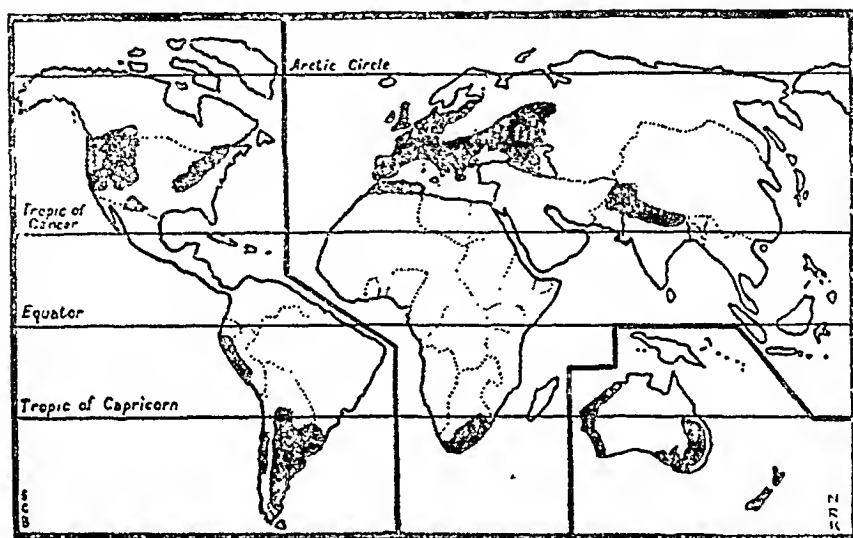 Arctic Circle
Tropic of
Cancer
Equator
Tropic of Capricorn
S
C
B
N
R
K